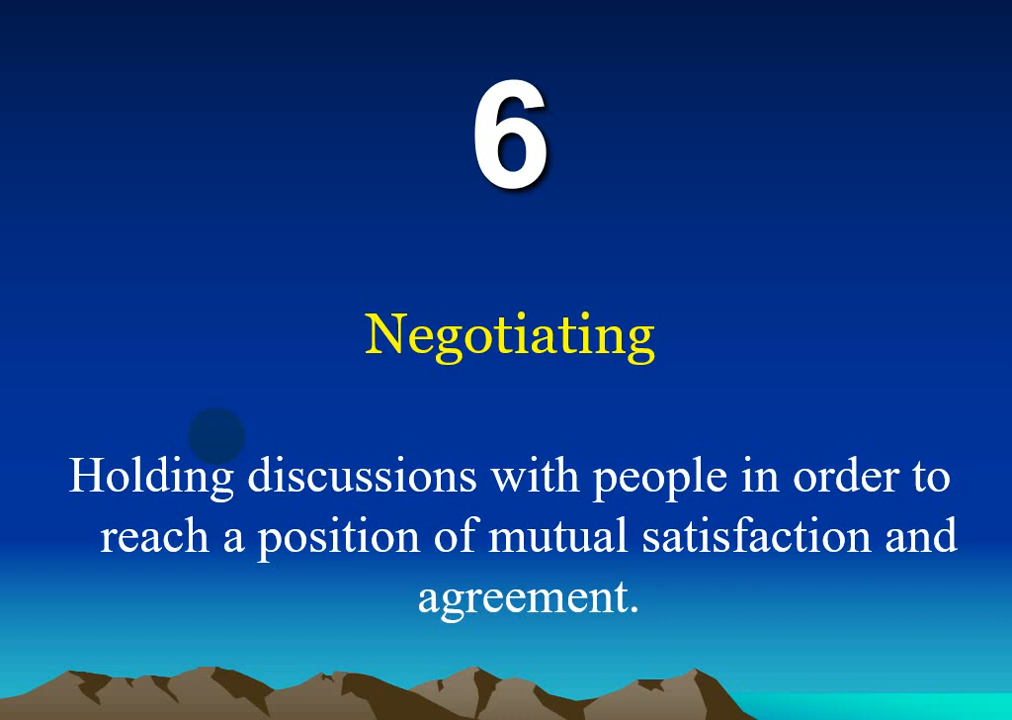 6
Negotiating
Holding discussions with people in order to
reach a position of mutual satisfaction and
agreement.